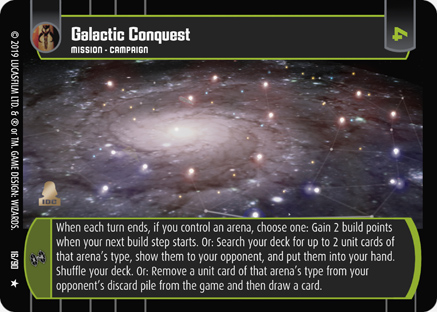 Galactic Conquest
MISSION • CAMPAIGN
4
When each turn ends, if you control an arena, choose one: Gain 2 build points
when your next build step starts. Or: Search your deck for up to 2 unit cards of
that arena's type, show them to your opponent, and put them into your hand.
Shuffle your deck. Or: Remove a unit card of that arena's type from your
opponent's discard pile from the game and then draw a card.
© 2019 LUCASFILM LTD. & ® or TM. GAME DESIGN: WIZARDS.
IDC